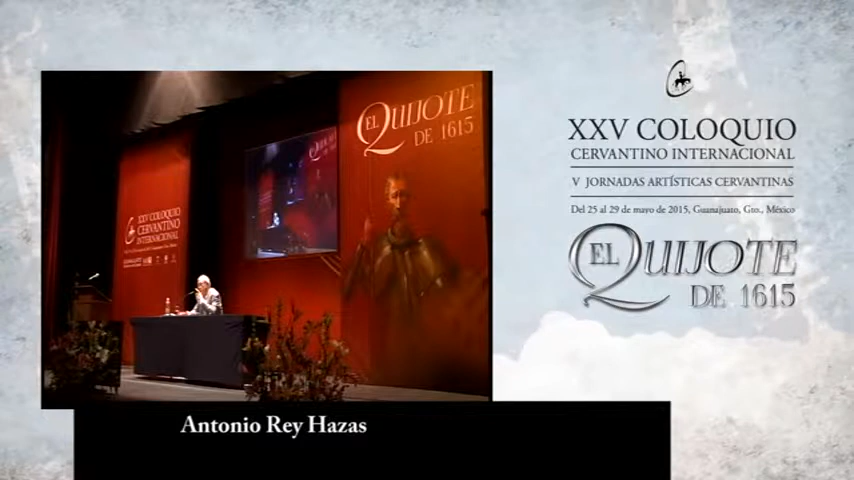 EL QUIJOTE
DE 1615
XXV COLOQUIO
CERVANTINO
INTERNACIONAL
XXV COLOQUIO
CERVANTINO INTERNACIONAL
V JORNADAS ARTÍSTICAS CERVANTINAS
Del 25 al 29 de mayo de 2015, Guanajuato, Gto., México
EL QUIJOTE
DE 1615
Antonio Rey Hazas